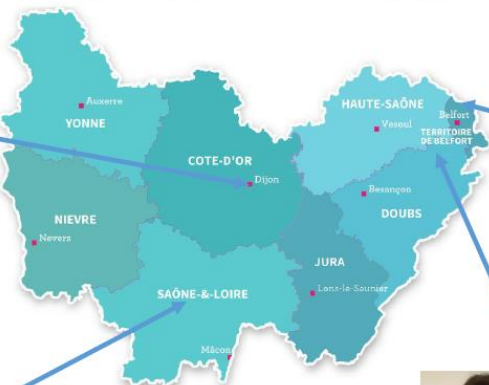 Auxerre
YONNE
HAUTE-SAÔNE
Vesoul
Belfort
TERRITOIRE
DE BELFORT
COTE-D'OR
Dijon
Besançon
DOUBS
NIEVRE
Nevers
JURA
Lons-le-Saunier
SAÔNE-&-LOIRE
Mâcon